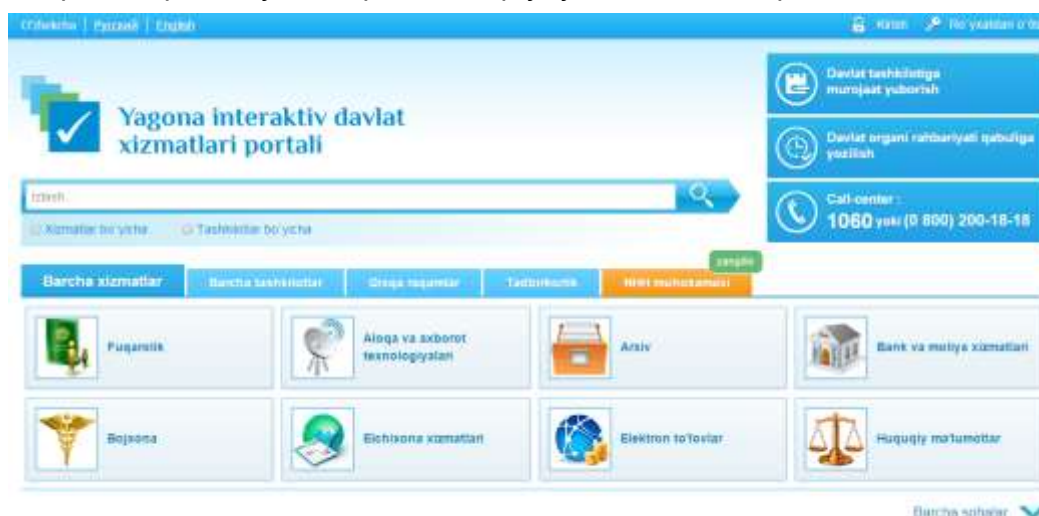 O'zbekcha | Русский | English
Kirish
Ro'yxatdan o't
Yagona interaktiv davlat
xizmatlari portali
Davlat tashkilotiga
murojaat yuborish
Davlat organi rahbariyati qabuliga
yozilish
Call-center :
1060 yoki (0 800) 200-18-18
Izlash...
Xizmatlar bo'yicha
Tashkilotlar bo'yicha
yangilik
Barcha xizmatlar
Barcha tashkilotlar
Qisqa raqamlar
Tadbirkorlik
NHH muhokamasi
Fuqarolik
Aloqa va axborot
texnologiyalari
Arxiv
Bank va moliya xizmatlari
Bojxona
Elchixona xizmatlari
Elektron to'lovlar
Huquqiy ma'lumotlar
Barcha sohalar